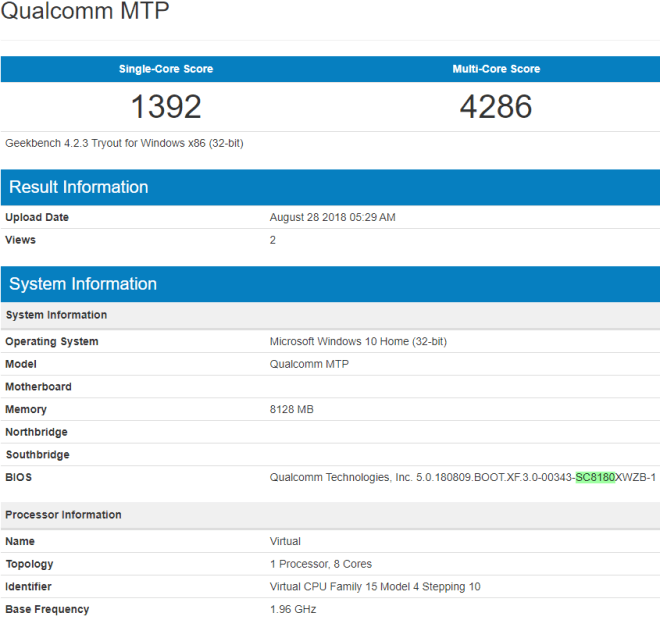 Qualcomm MTP
Single-Core Score Multi-Core Score
1392 4286
Geekbench 4.2.3 Tryout for Windows x86 (32-bit)
Result Information
Upload Date August 28 2018 05:29 AM
Views 2
System Information
System Information
Operating System Microsoft Windows 10 Home (32-bit)
Model Qualcomm MTP
Motherboard
Memory 8128 MB
Northbridge
Southbridge
BIOS Qualcomm Technologies, Inc. 5.0.180809.BOOT.XF.3.0-00343-SC8180XWZB-1
Processor Information
Name Virtual
Topology 1 Processor, 8 Cores
Identifier Virtual CPU Family 15 Model 4 Stepping 10
Base Frequency 1.96 GHz